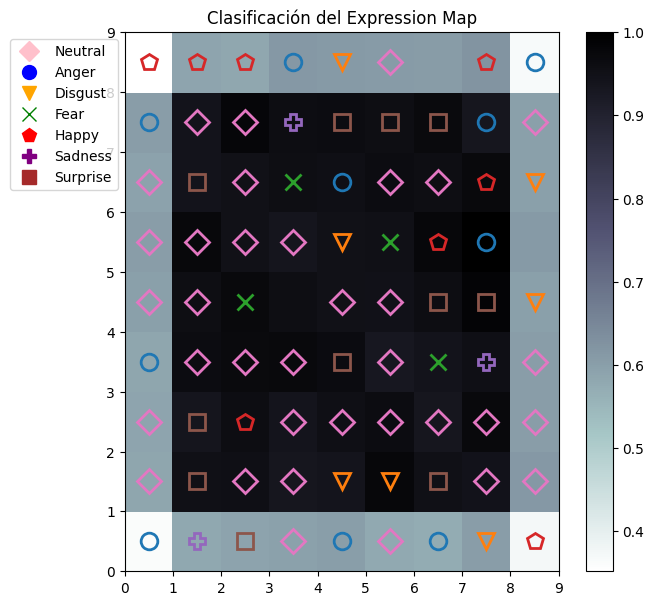 Clasificación del Expression Map
Neutral
Anger
Disgust
Fear
Happy
Sadness
Surprise
9
8
7
6
5
4
3
2
1
0
0 1 2 3 4 5 6 7 8 9
1.0
0.9
0.8
0.7
0.6
0.5
0.4